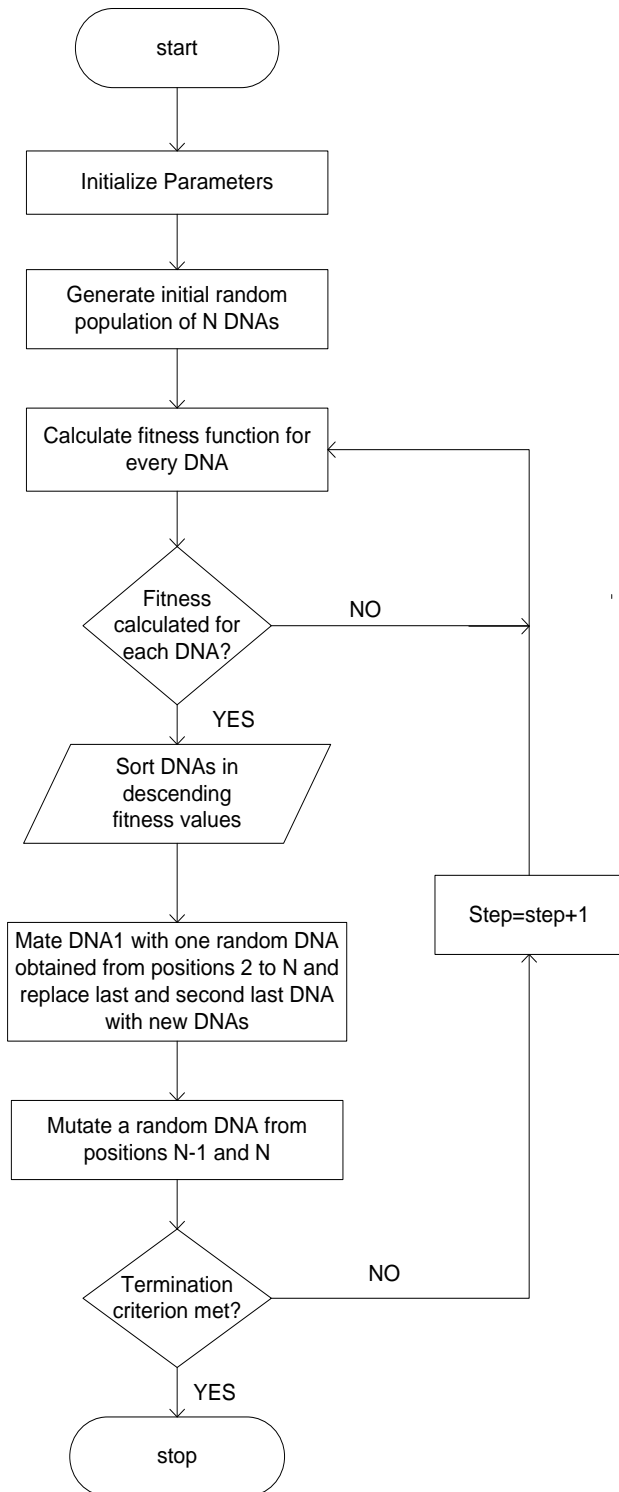 start
Initialize Parameters
Generate initial random
population of N DNAs
Calculate fitness function for
every DNA
Fitness
calculated for
each DNA?
NO
YES
Sort DNAs in
descending
fitness values
Step=step+1
Mate DNA1 with one random DNA
obtained from positions 2 to N and
replace last and second last DNA
with new DNAs
Mutate a random DNA from
positions N-1 and N
Termination
criterion met?
NO
YES
stop